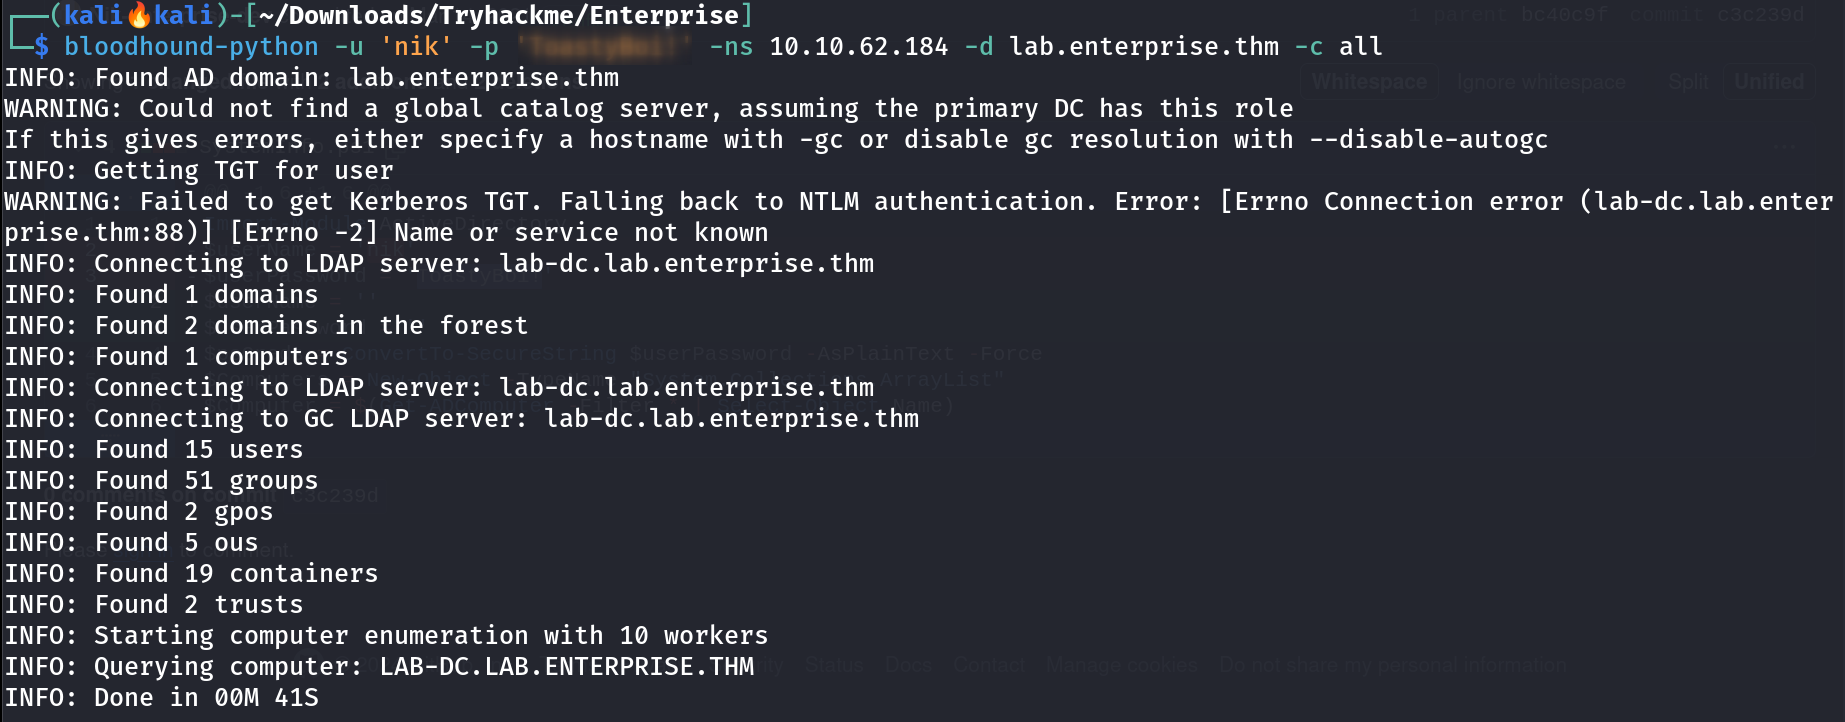 ┌──(kali🔥kali)-[~/Downloads/Tryhackme/Enterprise]
└─$ bloodhound-python -u 'nik' -p ' ' -ns 10.10.62.184 -d lab.enterprise.thm -c all
INFO: Found AD domain: lab.enterprise.thm
WARNING: Could not find a global catalog server, assuming the primary DC has this role
If this gives errors, either specify a hostname with -gc or disable gc resolution with --disable-autogc
INFO: Getting TGT for user
WARNING: Failed to get Kerberos TGT. Falling back to NTLM authentication. Error: [Errno Connection error (lab-dc.lab.enter
prise.thm:88)] [Errno -2] Name or service not known
INFO: Connecting to LDAP server: lab-dc.lab.enterprise.thm
INFO: Found 1 domains
INFO: Found 2 domains in the forest
INFO: Found 1 computers
INFO: Connecting to LDAP server: lab-dc.lab.enterprise.thm
INFO: Connecting to GC LDAP server: lab-dc.lab.enterprise.thm
INFO: Found 15 users
INFO: Found 51 groups
INFO: Found 2 gpos
INFO: Found 5 ous
INFO: Found 19 containers
INFO: Found 2 trusts
INFO: Starting computer enumeration with 10 workers
INFO: Querying computer: LAB-DC.LAB.ENTERPRISE.THM
INFO: Done in 00M 41S